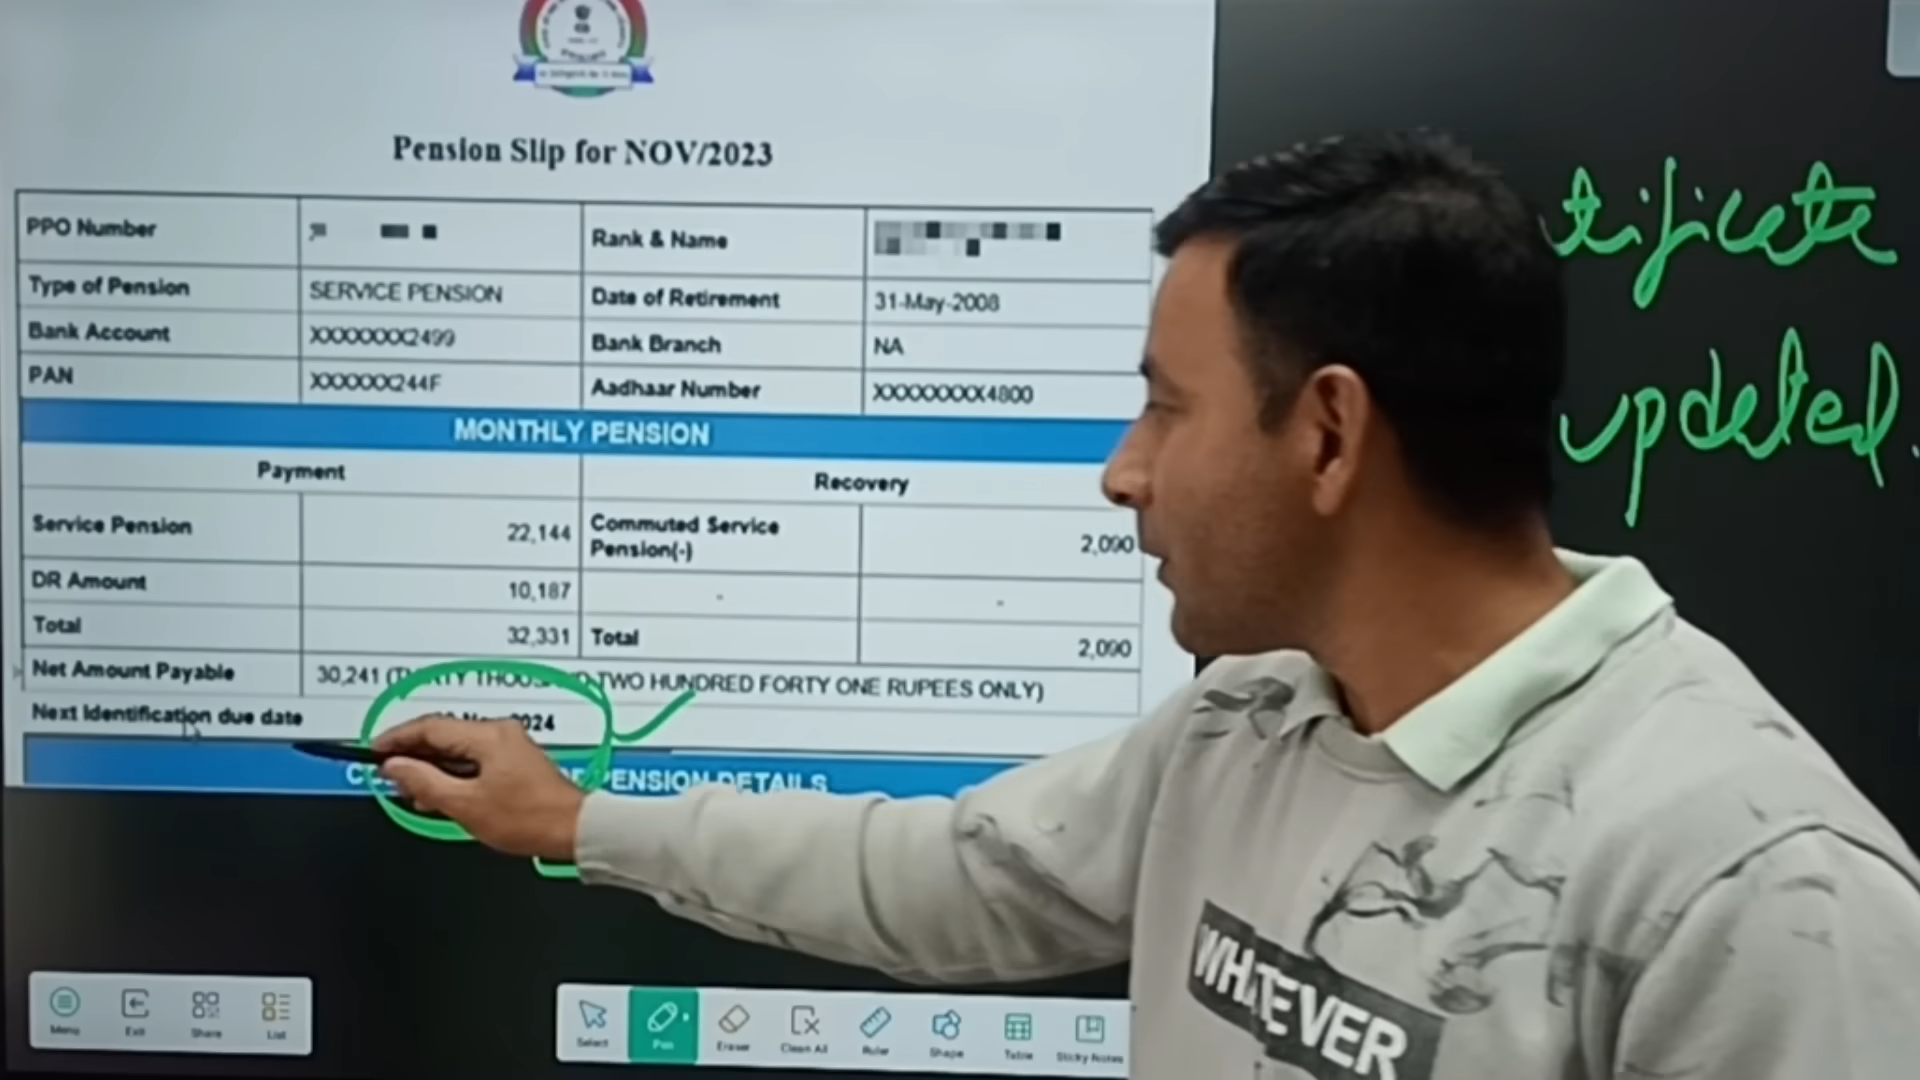 Pension Slip for NOV/2023
PPO Number Rank & Name
Type of Pension SERVICE PENSION Date of Retirement 31-May-2008
Bank Account XXXXXXX2499 Bank Branch NA
PAN XXXXXX244F Aadhaar Number XXXXXXXX4800
MONTHLY PENSION
Payment Recovery
Service Pension 22,144 Commuted Service Pension(-) 2,090
DR Amount 10,187 - -
Total 32,331 Total 2,090
Net Amount Payable 30,241 ( TWO HUNDRED FORTY ONE RUPEES ONLY)
Next Identification due date 2024
PENSION DETAILS
tificate
updated.
Menu Exit Share List
Select Pen Eraser Clean All Ruler Shape Table Sticky Notes
WHATEVER